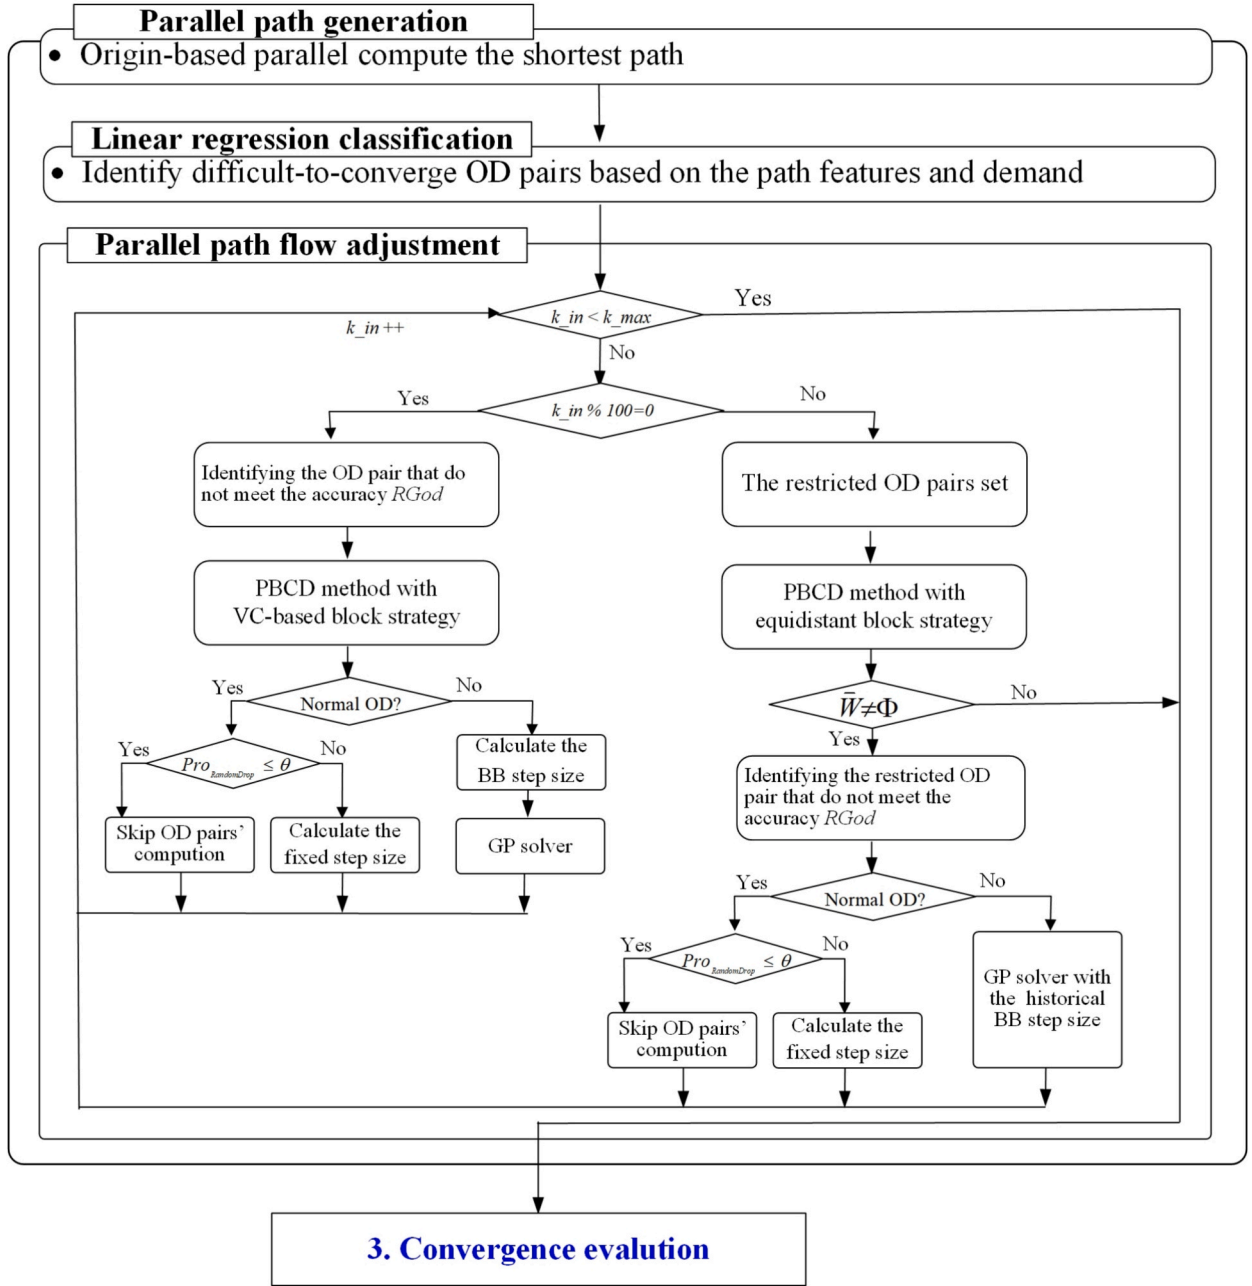 Parallel path generation
• Origin-based parallel compute the shortest path
Linear regression classification
• Identify difficult-to-converge OD pairs based on the path features and demand
Parallel path flow adjustment
k_in < k_max
Yes
k_in ++
No
k_in % 100=0
Yes
No
Identifying the OD pair that do
not meet the accuracy RGod
The restricted OD pairs set
PBCD method with
VC-based block strategy
PBCD method with
equidistant block strategy
Normal OD?
Yes
No
W̄≠Φ
No
Yes
Pro RandomDrop ≤ θ
Yes
No
Calculate the
BB step size
Identifying the restricted OD
pair that do not meet the
accuracy RGod
Skip OD pairs’
compution
Calculate the
fixed step size
GP solver
Normal OD?
Yes
No
Pro RandomDrop ≤ θ
Yes
No
GP solver with
the historical
BB step size
Skip OD pairs’
compution
Calculate the
fixed step size
3. Convergence evalution